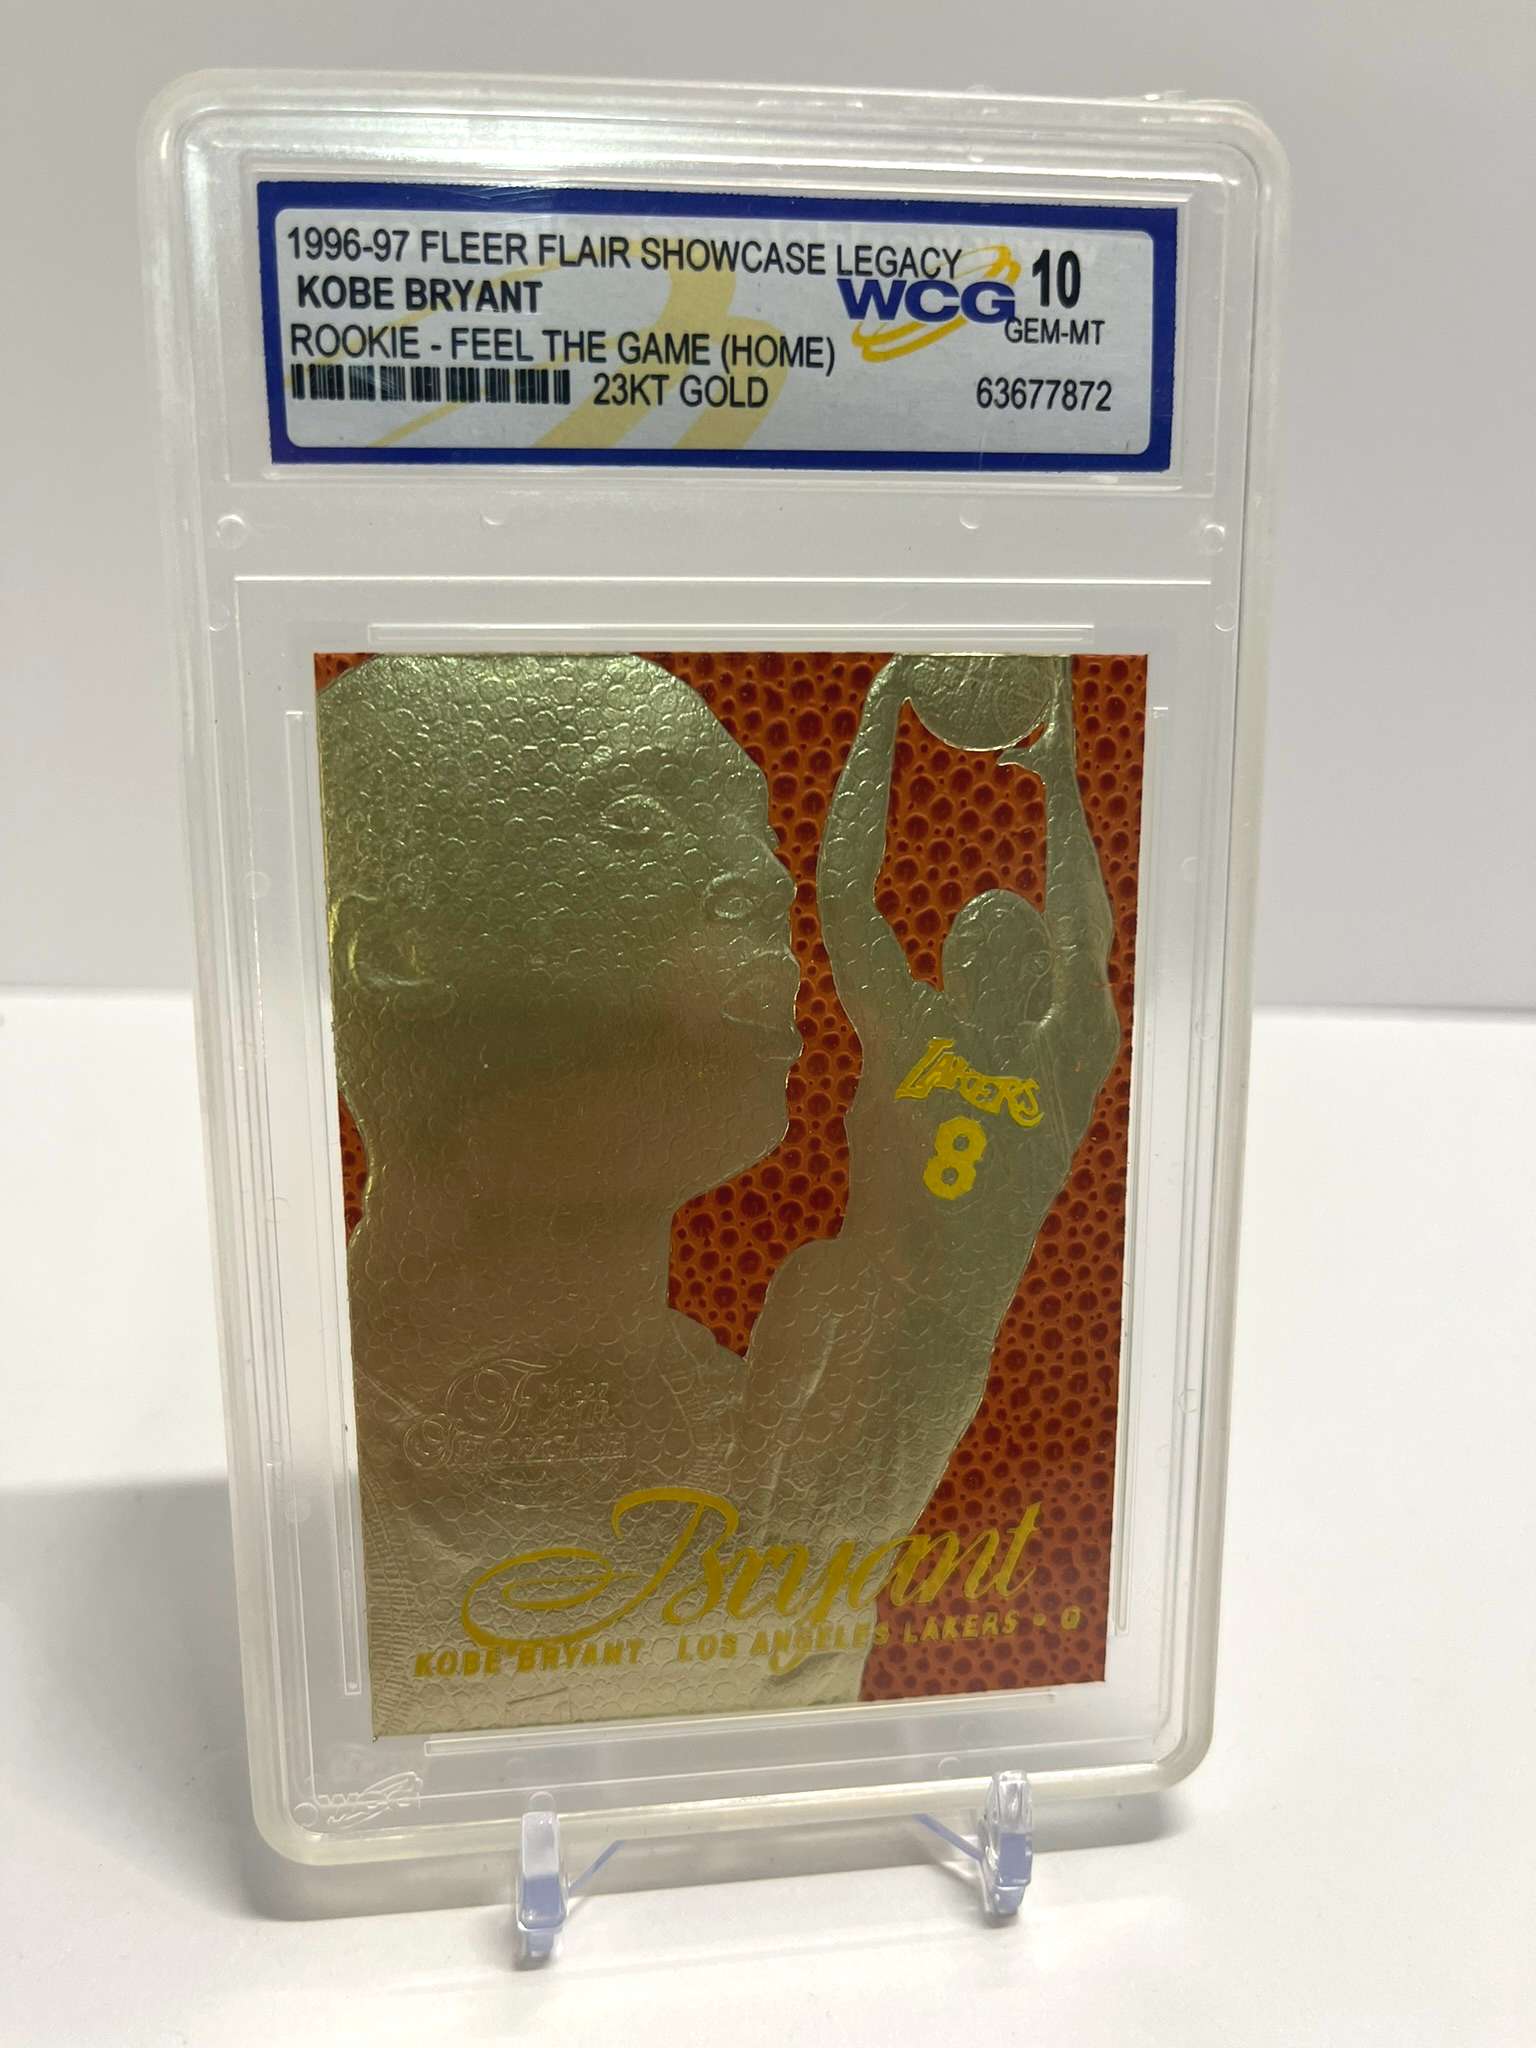 1996-97 FLEER FLAIR SHOWCASE LEGACY
KOBE BRYANT
WCG
10
GEM-MT
ROOKIE - FEEL THE GAME (HOME)
23KT GOLD
63677872
LAKERS
8
FLAIR
SHOWCASE
Bryant
KOBE BRYANT LOS ANGELES LAKERS • G
WCG